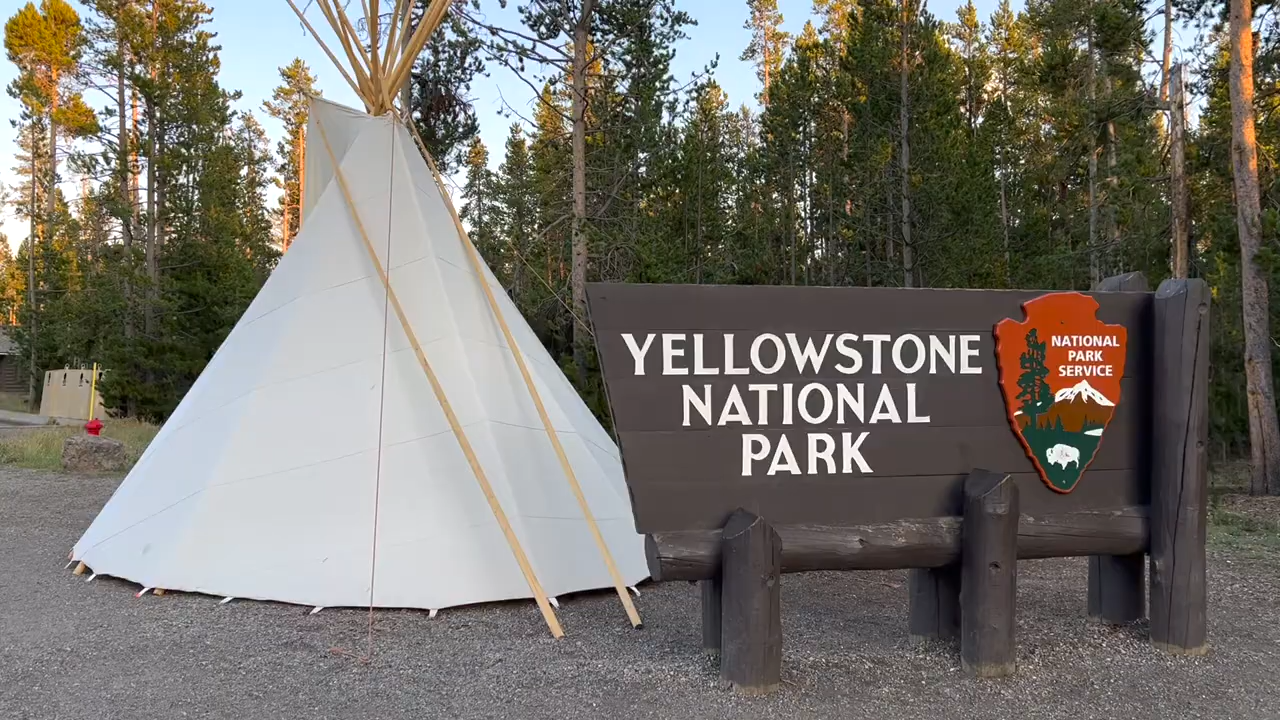 YELLOWSTONE
NATIONAL
PARK
NATIONAL
PARK
SERVICE